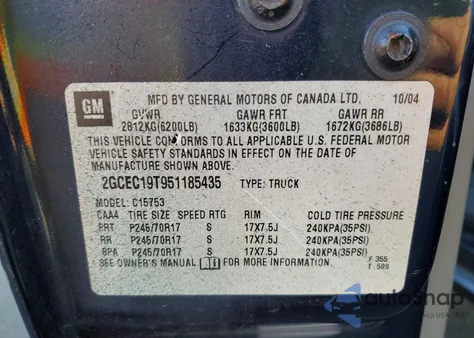 GM
MFD BY GENERAL MOTORS OF CANADA LTD. 10/04
GVWR GAWR FRT GAWR RR
2812KG(6200LB) 1633KG(3600LB) 1672KG(3686LB)
THIS VEHICLE CONFORMS TO ALL APPLICABLE U.S. FEDERAL MOTOR
VEHICLE SAFETY STANDARDS IN EFFECT ON THE DATE OF
MANUFACTURE SHOWN ABOVE.
2GCEC19T951185435 TYPE: TRUCK
MODEL: C15753
CAA4 TIRE SIZE SPEED RTG RIM COLD TIRE PRESSURE
FRT P245/70R17 S 17X7.5J 240KPA(35PSI)
RR P245/70R17 S 17X7.5J 240KPA(35PSI)
SPA P245/70R17 S 17X7.5J 240KPA(35PSI)
SEE OWNER'S MANUAL FOR MORE INFORMATION. F 355
T 509
autoshap